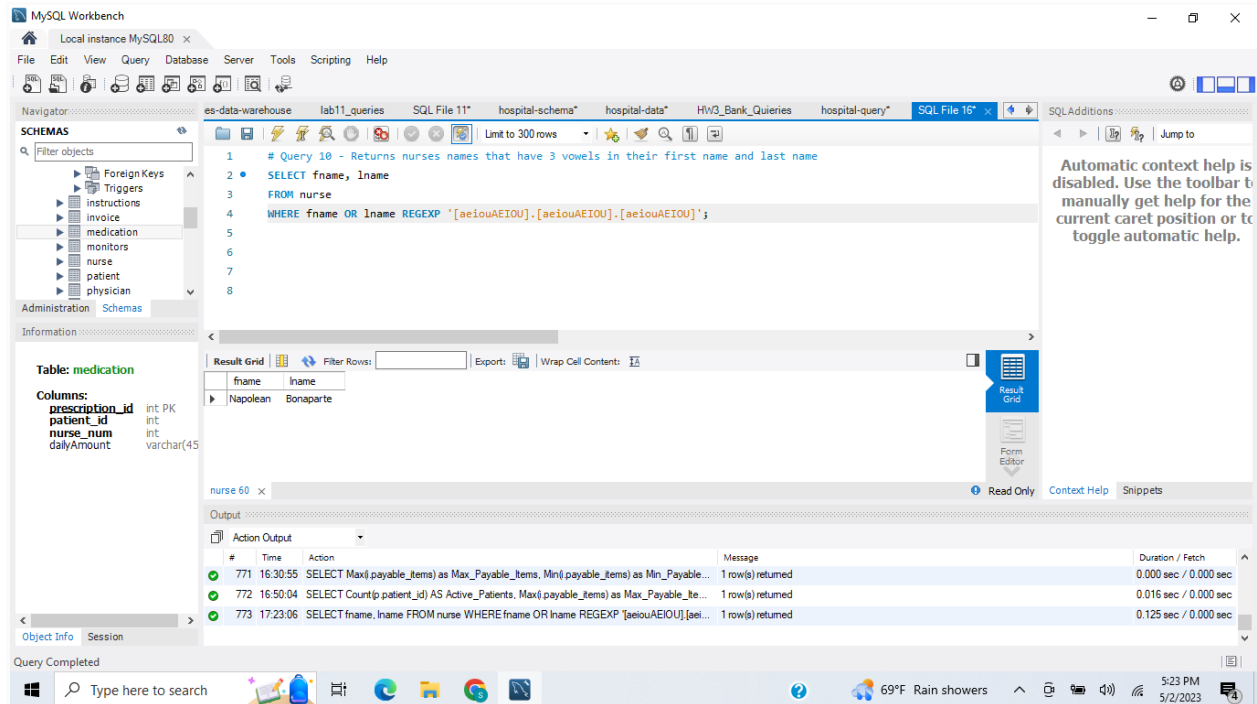 MySQL Workbench
Local instance MySQL80 ×
File Edit View Query Database Server Tools Scripting Help
Navigator
SCHEMAS
Filter objects
Foreign Keys
Triggers
instructions
invoice
medication
monitors
nurse
patient
physician
Administration Schemas
Information
Table: medication
Columns:
prescription_id int PK
patient_id int
nurse_num int
dailyAmount varchar(45
Object Info Session
es-data-warehouse lab11_queries SQL File 11* hospital-schema* hospital-data* HW3_Bank_Quieries hospital-query* SQL File 16* ×
Limit to 300 rows
1 # Query 10 - Returns nurses names that have 3 vowels in their first name and last name
2 SELECT fname, lname
3 FROM nurse
4 WHERE fname OR lname REGEXP '[aeiouAEIOU].[aeiouAEIOU].[aeiouAEIOU]';
5
6
7
8
Result Grid Filter Rows: Export: Wrap Cell Content:
fname lname
Napolean Bonaparte
Result
Grid
Form
Editor
nurse 60 × Read Only
SQLAdditions
Jump to
Automatic context help is
disabled. Use the toolbar t
manually get help for the
current caret position or to
toggle automatic help.
Context Help Snippets
Output
Action Output
# Time Action Message Duration / Fetch
771 16:30:55 SELECT Max(i.payable_items) as Max_Payable_Items, Min(i.payable_items) as Min_Payable... 1 row(s) returned 0.000 sec / 0.000 sec
772 16:50:04 SELECT Count(p.patient_id) AS Active_Patients, Max(i.payable_items) as Max_Payable_Ite... 1 row(s) returned 0.016 sec / 0.000 sec
773 17:23:06 SELECT fname, lname FROM nurse WHERE fname OR lname REGEXP '[aeiouAEIOU].[aei... 1 row(s) returned 0.125 sec / 0.000 sec
Query Completed
Type here to search
69°F Rain showers
5:23 PM
5/2/2023
4